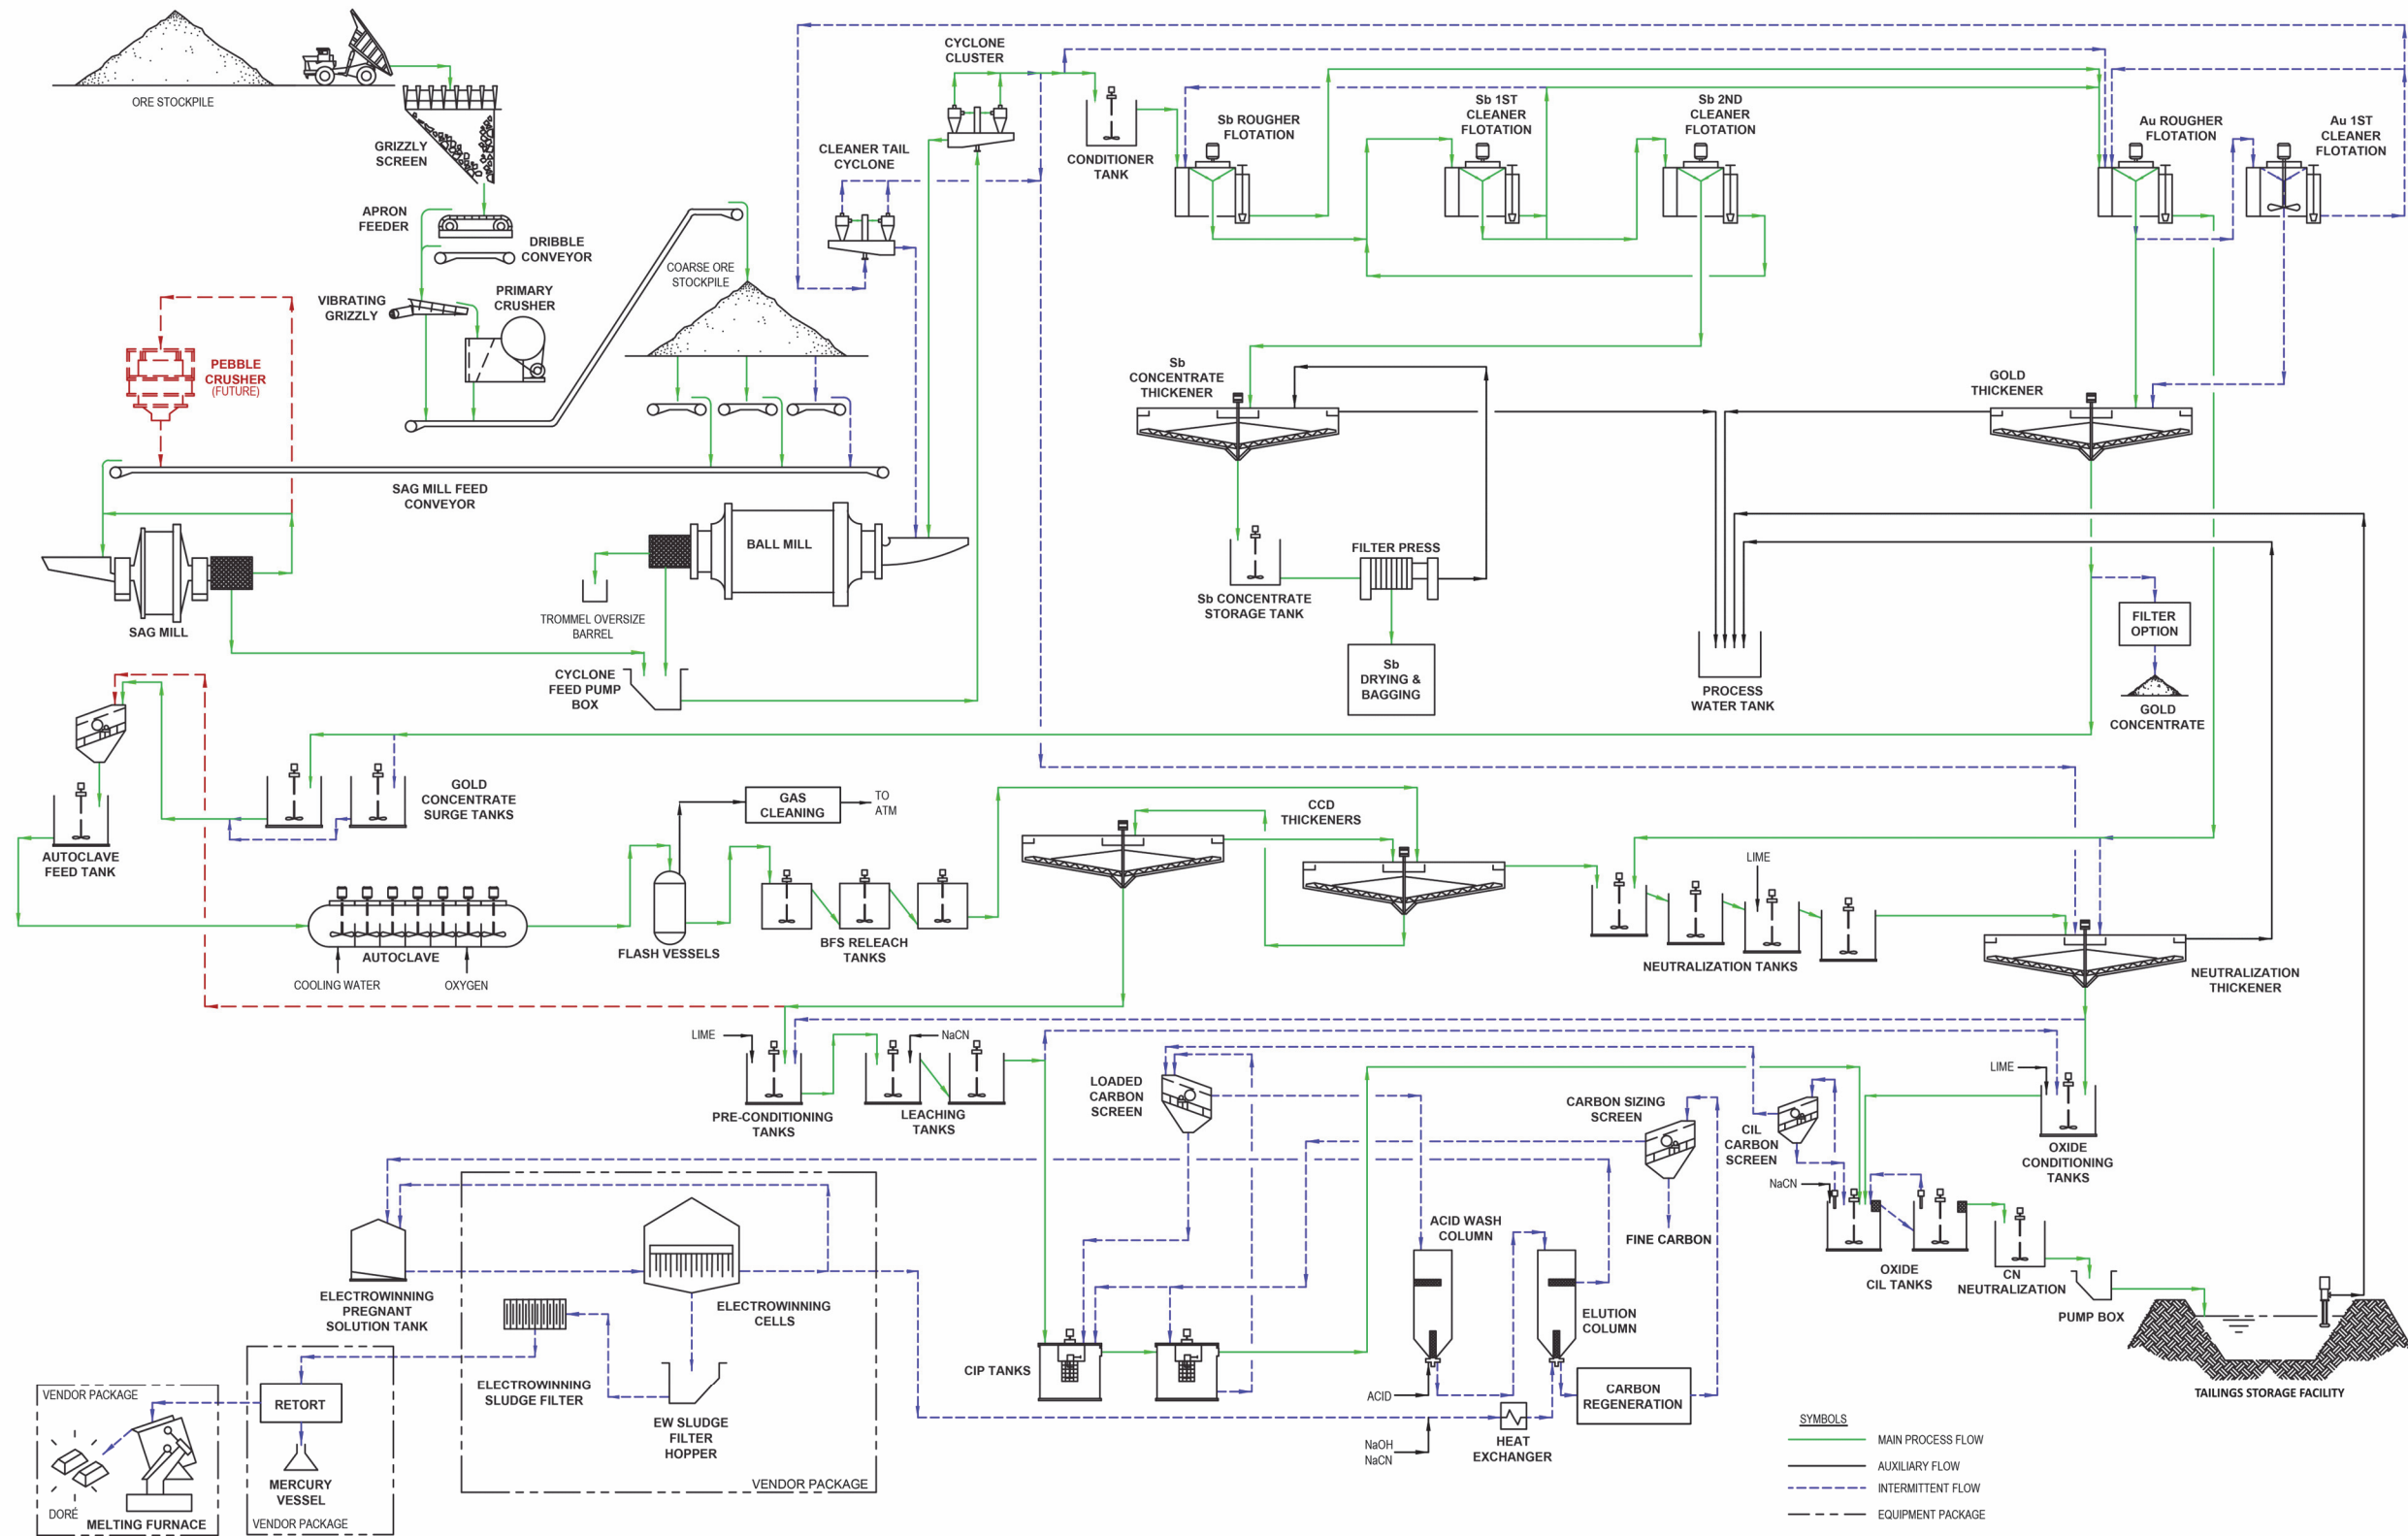 ORE STOCKPILE
GRIZZLY
SCREEN
APRON
FEEDER
DRIBBLE
CONVEYOR
VIBRATING
GRIZZLY
PRIMARY
CRUSHER
PEBBLE
CRUSHER
(FUTURE)
COARSE ORE
STOCKPILE
SAG MILL FEED
CONVEYOR
SAG MILL
BALL MILL
TROMMEL OVERSIZE
BARREL
CYCLONE
FEED PUMP
BOX
CLEANER TAIL
CYCLONE
CYCLONE
CLUSTER
CONDITIONER
TANK
Sb ROUGHER
FLOTATION
Sb 1ST
CLEANER
FLOTATION
Sb 2ND
CLEANER
FLOTATION
Au ROUGHER
FLOTATION
Au 1ST
CLEANER
FLOTATION
Sb
CONCENTRATE
THICKENER
GOLD
THICKENER
Sb CONCENTRATE
STORAGE TANK
FILTER PRESS
Sb
DRYING &
BAGGING
PROCESS
WATER TANK
FILTER
OPTION
GOLD
CONCENTRATE
GOLD
CONCENTRATE
SURGE TANKS
AUTOCLAVE
FEED TANK
AUTOCLAVE
COOLING WATER
OXYGEN
GAS
CLEANING
TO
ATM
FLASH VESSELS
BFS RELEACH
TANKS
CCD
THICKENERS
LIME
NEUTRALIZATION TANKS
NEUTRALIZATION
THICKENER
LIME
PRE-CONDITIONING
TANKS
NaCN
LEACHING
TANKS
LOADED
CARBON
SCREEN
CARBON SIZING
SCREEN
FINE CARBON
CIL
CARBON
SCREEN
LIME
OXIDE
CONDITIONING
TANKS
NaCN
OXIDE
CIL TANKS
CN
NEUTRALIZATION
PUMP BOX
TAILINGS STORAGE FACILITY
ELECTROWINNING
PREGNANT
SOLUTION TANK
ELECTROWINNING
CELLS
ELECTROWINNING
SLUDGE FILTER
EW SLUDGE
FILTER
HOPPER
VENDOR PACKAGE
CIP TANKS
ACID WASH
COLUMN
ACID
ELUTION
COLUMN
CARBON
REGENERATION
HEAT
EXCHANGER
NaOH
NaCN
VENDOR PACKAGE
DORÉ
MELTING FURNACE
RETORT
MERCURY
VESSEL
VENDOR PACKAGE
SYMBOLS
MAIN PROCESS FLOW
AUXILIARY FLOW
INTERMITTENT FLOW
EQUIPMENT PACKAGE